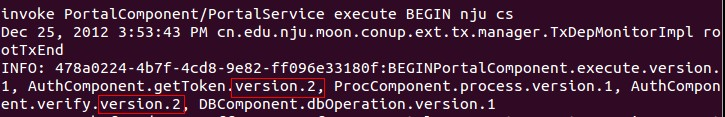 invoke PortalComponent/PortalService execute BEGIN nju cs
Dec 25, 2012 3:53:43 PM cn.edu.nju.moon.conup.ext.tx.manager.TxDepMonitorImpl ro
otTxEnd
INFO: 478a0224-4b7f-4cd8-9e82-ff096e33180f:BEGINPortalComponent.execute.version.
1, AuthComponent.getToken.version.2, ProcComponent.process.version.1, AuthCompon
ent.verify.version.2, DBComponent.dbOperation.version.1